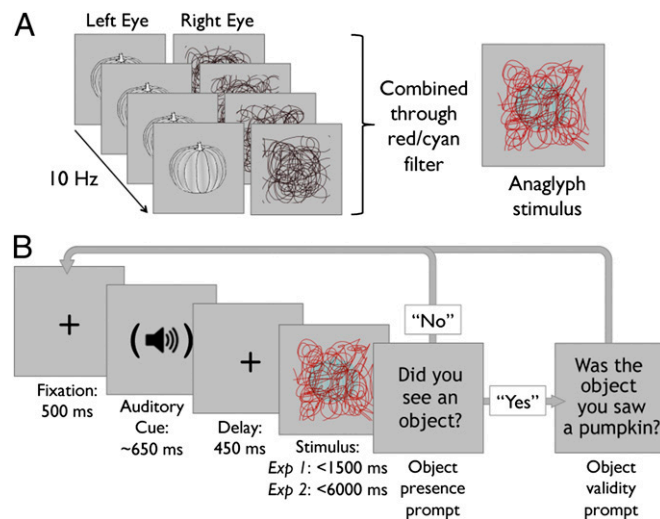 A
Left Eye
Right Eye
10 Hz
Combined
through
red/cyan
filter
Anaglyph
stimulus
B
Fixation:
500 ms
Auditory
Cue:
~650 ms
Delay:
450 ms
Stimulus:
Exp 1: <1500 ms
Exp 2: <6000 ms
Did you
see an
object?
Object
presence
prompt
"No"
"Yes"
Was the
object
you saw
a pumpkin?
Object
validity
prompt